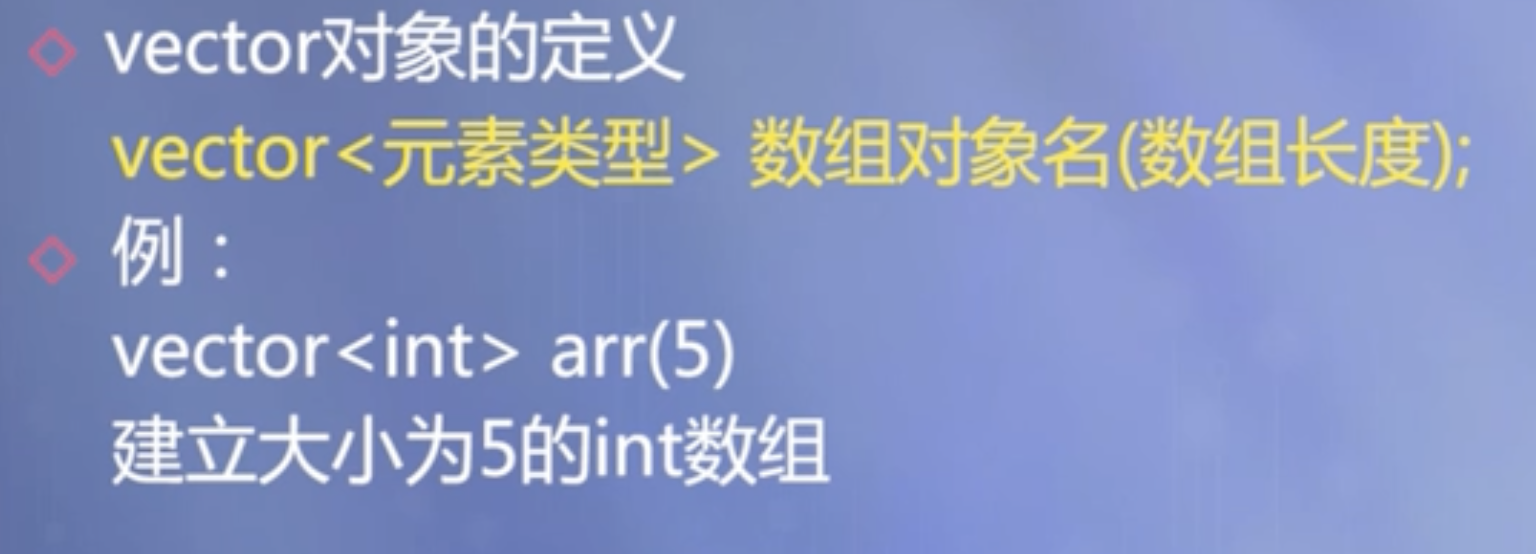 vector对象的定义
vector<元素类型> 数组对象名(数组长度);
例：
vector<int> arr(5)
建立大小为5的int数组